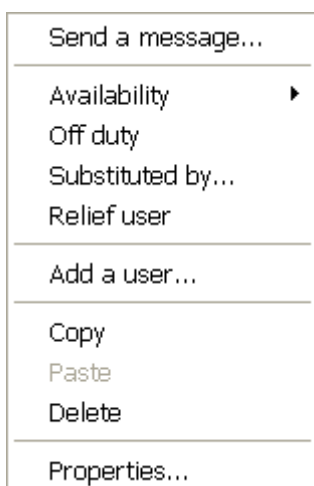 Send a message...
Availability
Off duty
Substituted by...
Relief user
Add a user...
Copy
Paste
Delete
Properties...